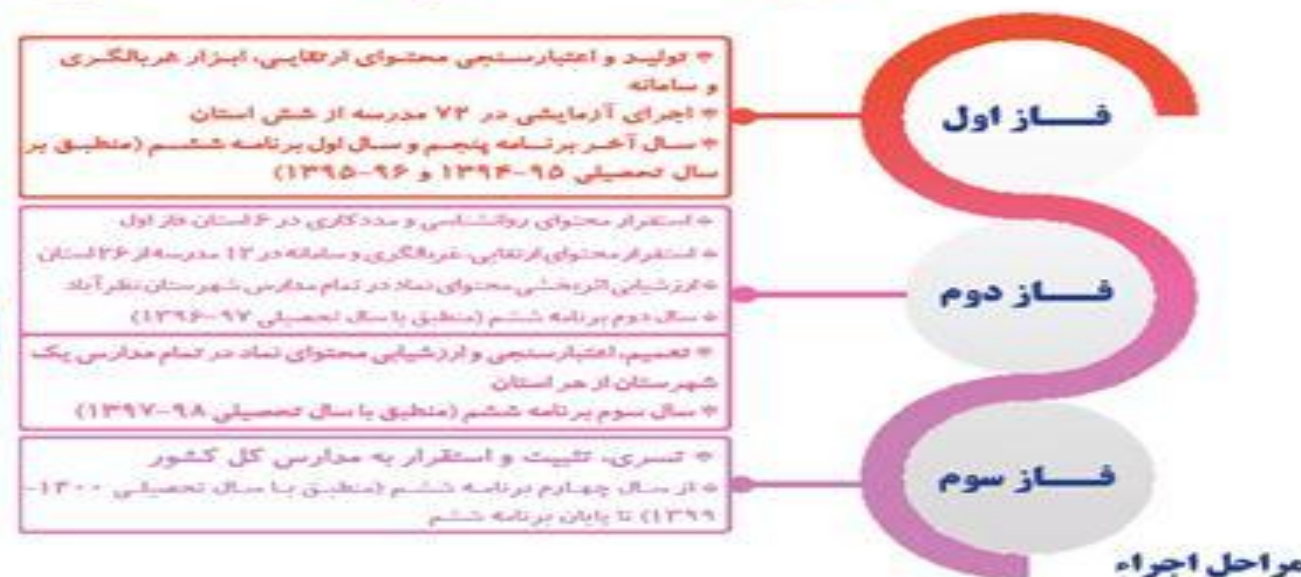 فاز اول
* تولید و اعتبارسنجی محتوای ارتقایی، ابزار غربالگری
و سامانه
* اجرای آزمایشی در ۷۲ مدرسه از شش استان
* سال آخر برنامه پنجم و سال اول برنامه ششم (منطبق بر
سال تحصیلی ۹۵-۱۳۹۴ و ۹۶-۱۳۹۵)
فاز دوم
* استقرار محتوای روانشناسی و مددکاری در ۶ استان فاز اول
* استقرار محتوای ارتقایی، غربالگری و سامانه در ۱۲ مدرسه از ۲۶ استان
* ارزشیابی اثربخشی محتوای نماد در تمام مدارس شهرستان نظرآباد
* سال دوم برنامه ششم (منطبق با سال تحصیلی ۹۷-۱۳۹۶)
* تعمیم، اعتبارسنجی و ارزشیابی محتوای نماد در تمام مدارس یک
شهرستان از هر استان
* سال سوم برنامه ششم (منطبق با سال تحصیلی ۹۸-۱۳۹۷)
فاز سوم
* تسری، تثبیت و استقرار به مدارس کل کشور
* از سال چهارم برنامه ششم (منطبق با سال تحصیلی ۱۴۰۰-
۱۳۹۹) تا پایان برنامه ششم
مراحل اجراء